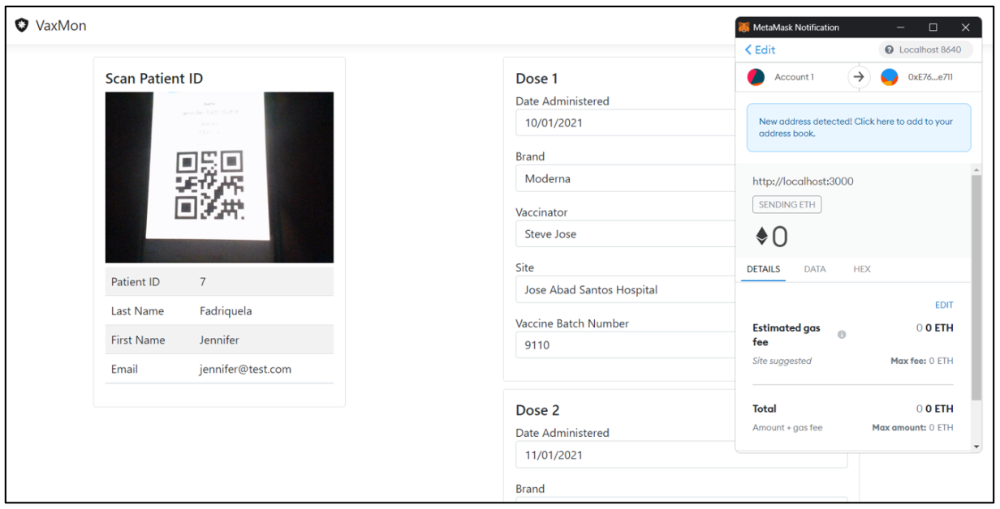 VaxMon
Scan Patient ID
Patient ID 7
Last Name Fadriquela
First Name Jennifer
Email jennifer@test.com
Dose 1
Date Administered
10/01/2021
Brand
Moderna
Vaccinator
Steve Jose
Site
Jose Abad Santos Hospital
Vaccine Batch Number
9110
Dose 2
Date Administered
11/01/2021
Brand
MetaMask Notification
Edit
Localhost 8640
Account 1
0xE76...e711
New address detected! Click here to add to your
address book.
http://localhost:3000
SENDING ETH
0
DETAILS DATA HEX
EDIT
Estimated gas
fee
0 0 ETH
Site suggested Max fee: 0 ETH
Total 0 0 ETH
Amount + gas fee Max amount: 0 ETH